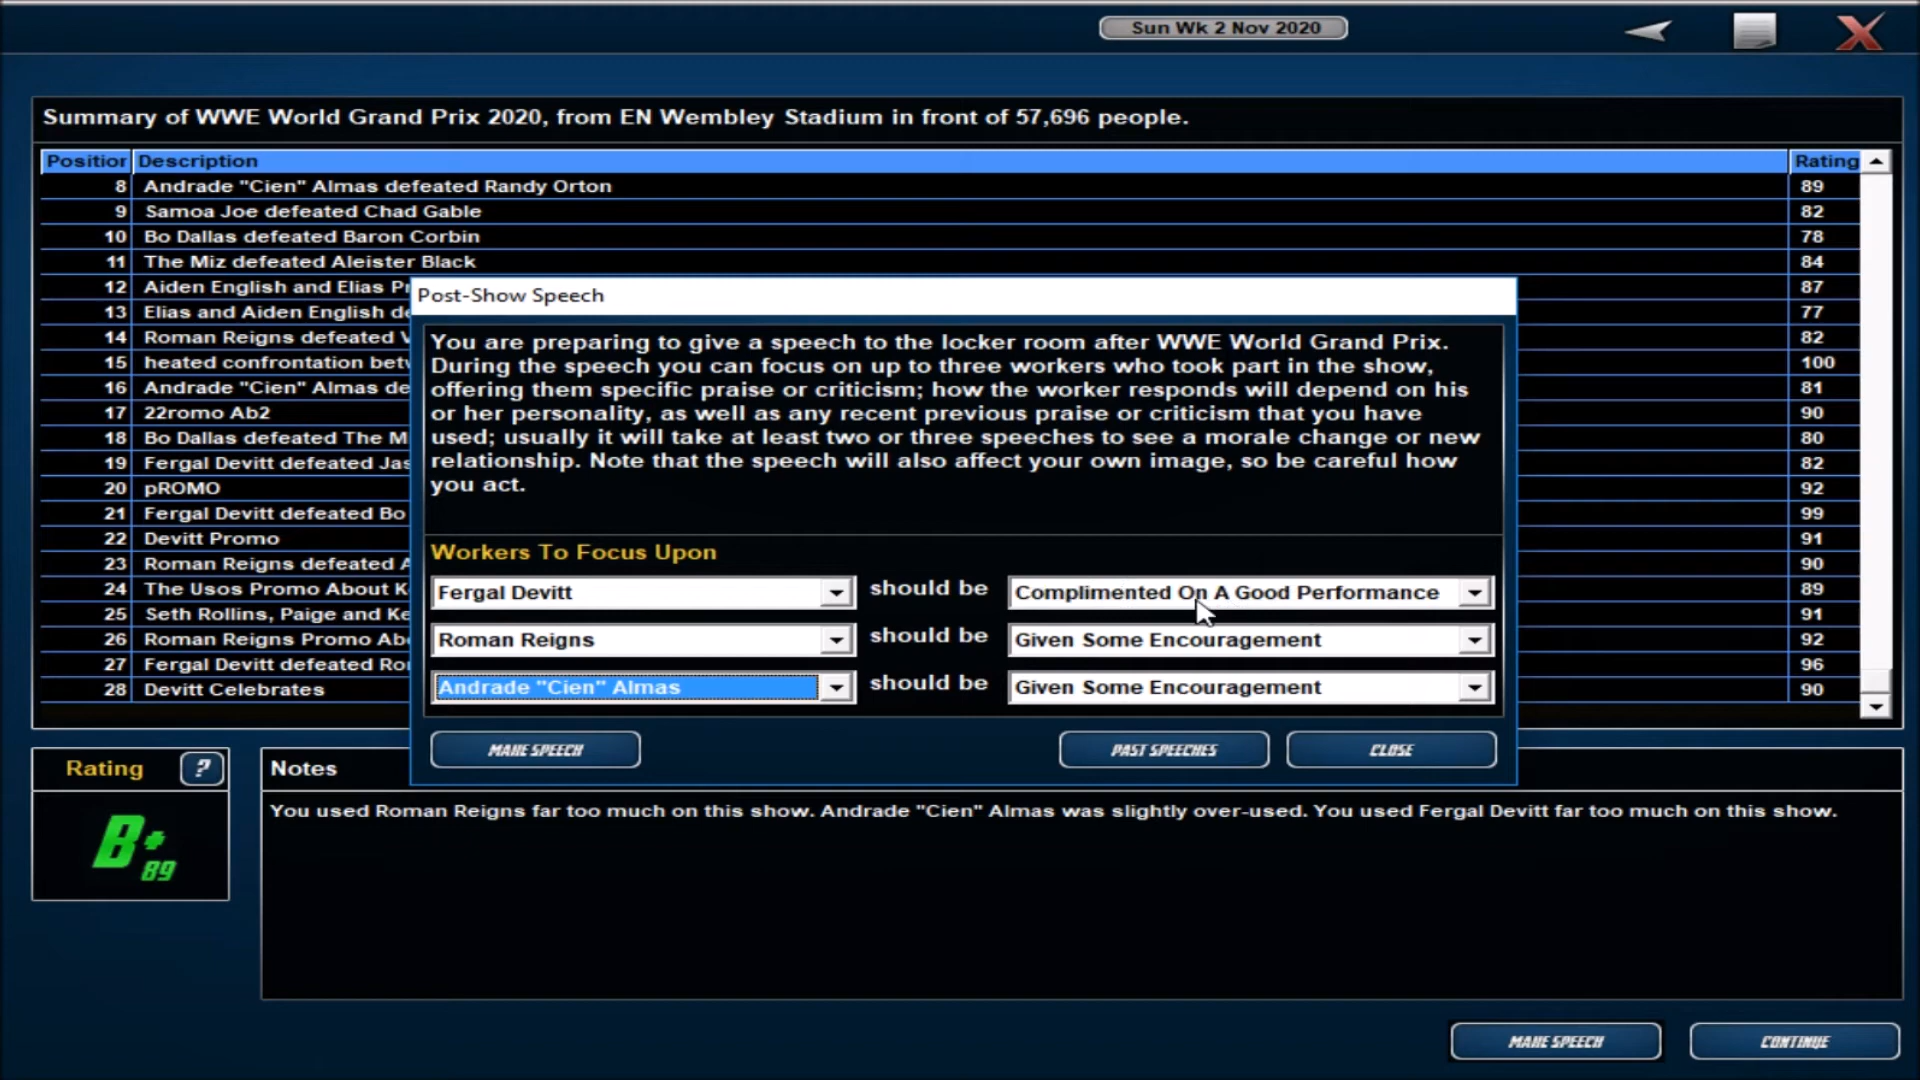 Sun Wk 2 Nov 2020
Summary of WWE World Grand Prix 2020, from EN Wembley Stadium in front of 57,696 people.
Position Description Rating
8 Andrade "Cien" Almas defeated Randy Orton 89
9 Samoa Joe defeated Chad Gable 82
10 Bo Dallas defeated Baron Corbin 78
11 The Miz defeated Aleister Black 84
12 Aiden English and Elias 87
13 Elias and Aiden English 77
14 Roman Reigns defeated 82
15 heated confrontation 100
16 Andrade "Cien" Almas 81
17 22romo Ab2 90
18 Bo Dallas defeated The 80
19 Fergal Devitt defeated 82
20 pROMO 92
21 Fergal Devitt defeated Bo 99
22 Devitt Promo 91
23 Roman Reigns defeated 90
24 The Usos Promo About 89
25 Seth Rollins, Paige and 91
26 Roman Reigns Promo 92
27 Fergal Devitt defeated 96
28 Devitt Celebrates 90
Post-Show Speech
You are preparing to give a speech to the locker room after WWE World Grand Prix.
During the speech you can focus on up to three workers who took part in the show,
offering them specific praise or criticism; how the worker responds will depend on his
or her personality, as well as any recent previous praise or criticism that you have
used; usually it will take at least two or three speeches to see a morale change or new
relationship. Note that the speech will also affect your own image, so be careful how
you act.
Workers To Focus Upon
Fergal Devitt should be Complimented On A Good Performance
Roman Reigns should be Given Some Encouragement
Andrade "Cien" Almas should be Given Some Encouragement
MAKE SPEECH PAST SPEECHES CLOSE
Rating ? Notes
B+ 89
You used Roman Reigns far too much on this show. Andrade "Cien" Almas was slightly over-used. You used Fergal Devitt far too much on this show.
MAKE SPEECH CONTINUE